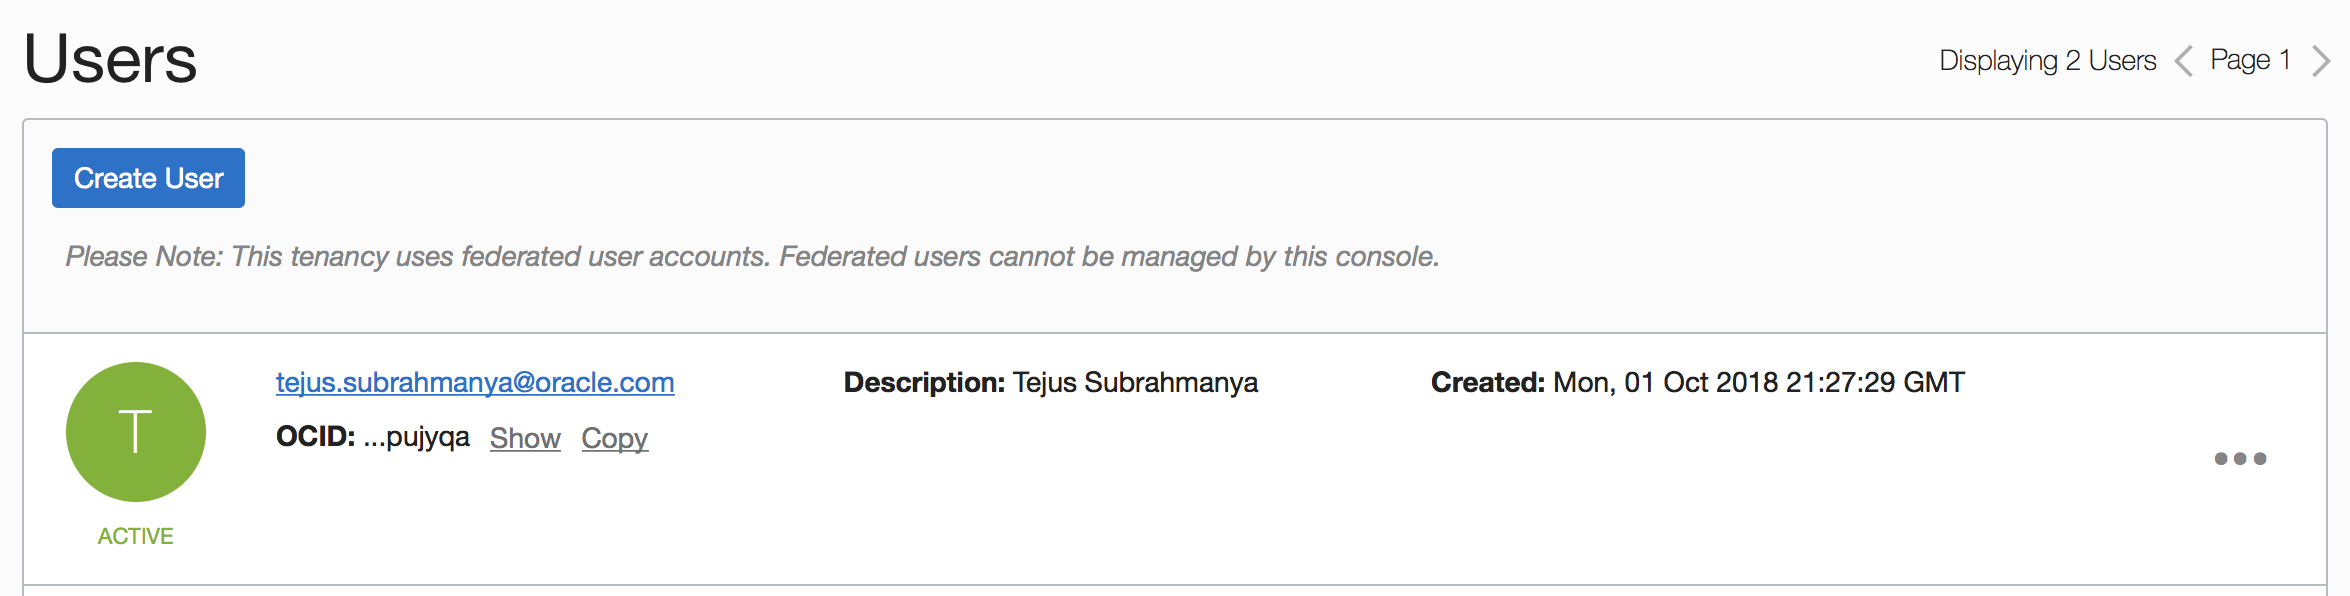 Users
Displaying 2 Users Page 1
Create User
Please Note: This tenancy uses federated user accounts. Federated users cannot be managed by this console.
T
ACTIVE
tejus.subrahmanya@oracle.com
OCID: ...pujyqa Show Copy
Description: Tejus Subrahmanya
Created: Mon, 01 Oct 2018 21:27:29 GMT